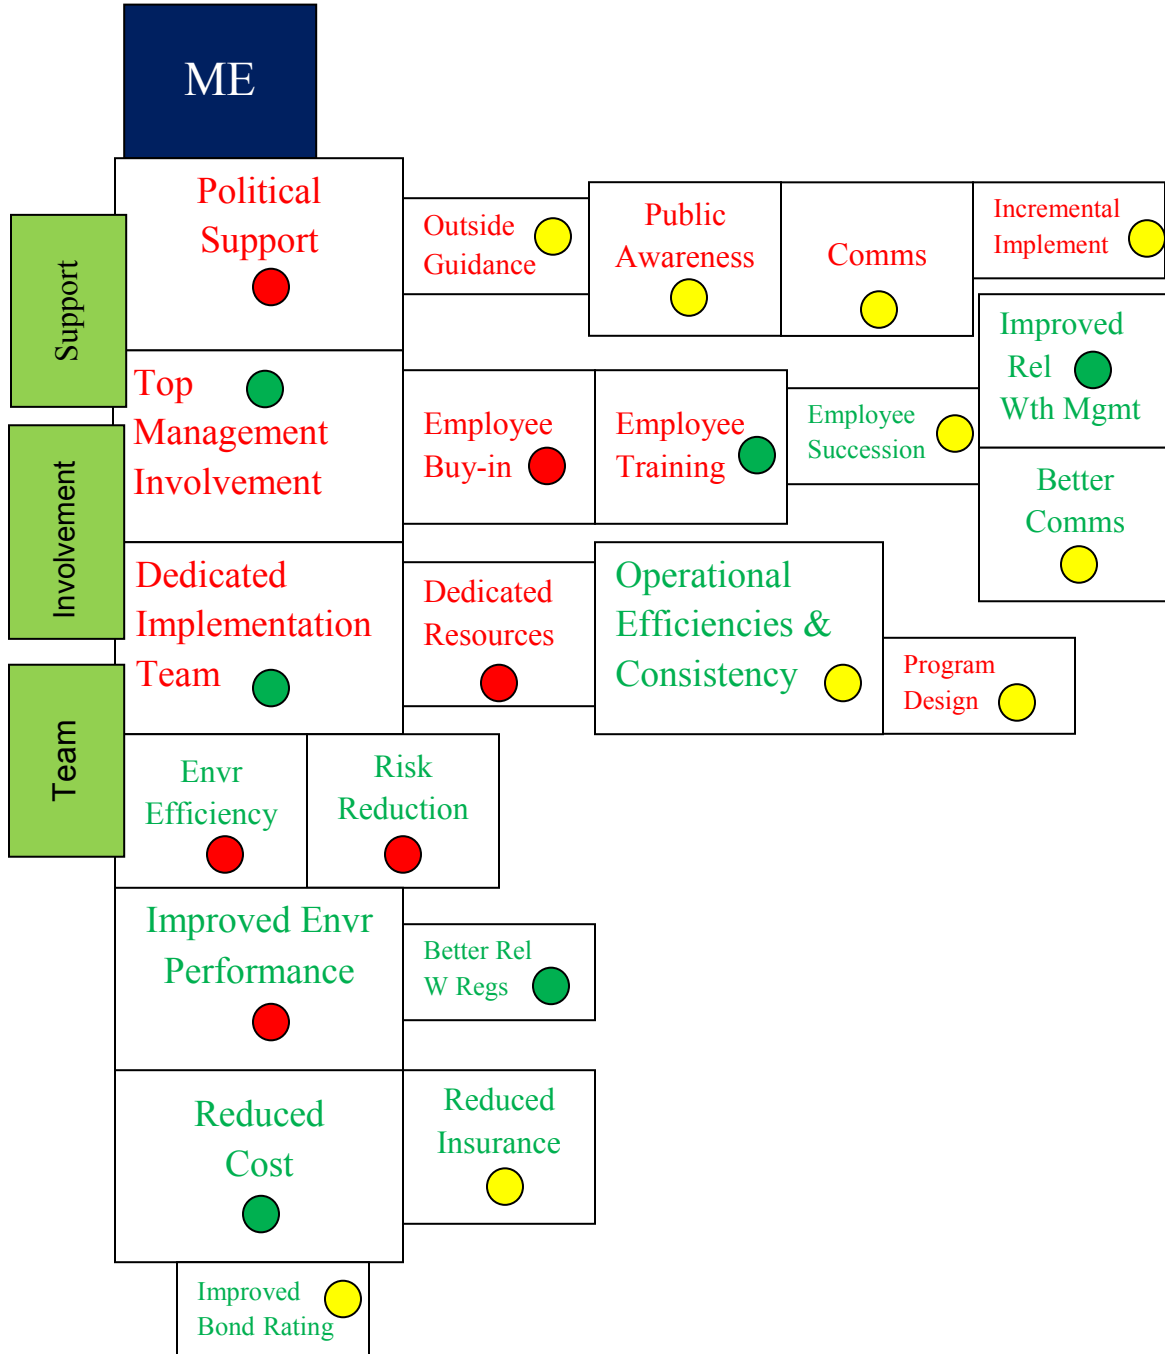 ME
Political
Support
Outside
Guidance
Public
Awareness
Comms
Incremental
Implement
Support
Top
Management
Involvement
Employee
Buy-in
Employee
Training
Employee
Succession
Improved
Rel
Wth Mgmt
Better
Comms
Involvement
Dedicated
Implementation
Team
Dedicated
Resources
Operational
Efficiencies &
Consistency
Program
Design
Team
Envr
Efficiency
Risk
Reduction
Improved Envr
Performance
Better Rel
W Regs
Reduced
Cost
Reduced
Insurance
Improved
Bond Rating